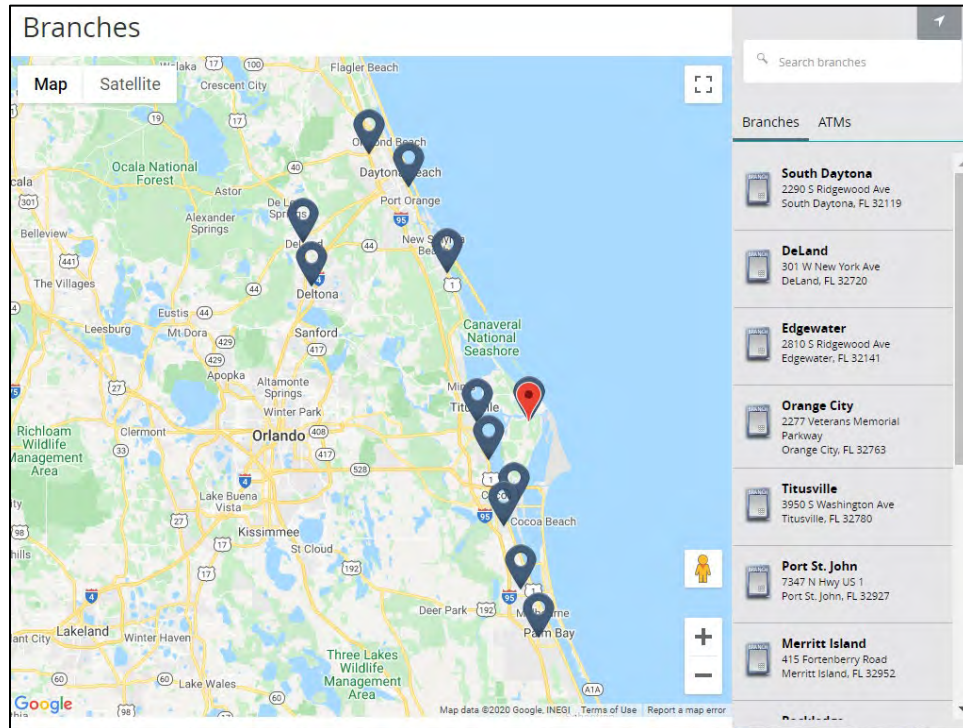 Branches
Map
Satellite
Search branches
Branches
ATMs
South Daytona
2290 S Ridgewood Ave
South Daytona, FL 32119
DeLand
301 W New York Ave
DeLand, FL 32720
Edgewater
2810 S Ridgewood Ave
Edgewater, FL 32141
Orange City
2277 Veterans Memorial
Parkway
Orange City, FL 32763
Titusville
3950 S Washington Ave
Titusville, FL 32780
Port St. John
7347 N Hwy US 1
Port St. John, FL 32927
Merritt Island
415 Fortenberry Road
Merritt Island, FL 32952
Flagler Beach
Crescent City
Ocala National
Forest
Astor
Port Orange
Alexander
Springs
Belleview
The Villages
Deltona
Eustis
Leesburg
Mt Dora
Sanford
Canaveral
National
Seashore
Apopka
Altamonte
Springs
Winter Park
Clermont
Orlando
Richloam
Wildlife
Management
Area
Lake Buena
Vista
Kissimmee
St Cloud
Cocoa Beach
Deer Park
Palm Bay
Lakeland
Winter Haven
Three Lakes
Wildlife
Management
Area
Lake Wales
A1A
Google
Map data ©2020 Google, INEGI
Terms of Use
Report a map error